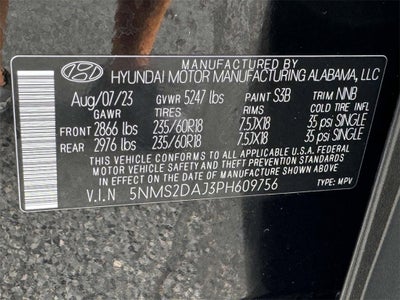 MANUFACTURED BY
HYUNDAI MOTOR MANUFACTURING ALABAMA, LLC
Aug/07/23 GVWR 5247 lbs PAINT S3B TRIM NNB
GAWR TIRES RIMS COLD TIRE INFL
FRONT 2866 lbs 235/60R18 7.5JX18 35 psi SINGLE
REAR 2976 lbs 235/60R18 7.5JX18 35 psi SINGLE
THIS VEHICLE CONFORMS TO ALL APPLICABLE U.S. FEDERAL
MOTOR VEHICLE SAFETY AND BUMPER STANDARDS
AND THEFT PREVENTION STANDARDS
IN EFFECT ON THE DATE OF MANUFACTURE SHOWN ABOVE.
V.I.N 5NMS2DAJ3PH609756 TYPE: MPV